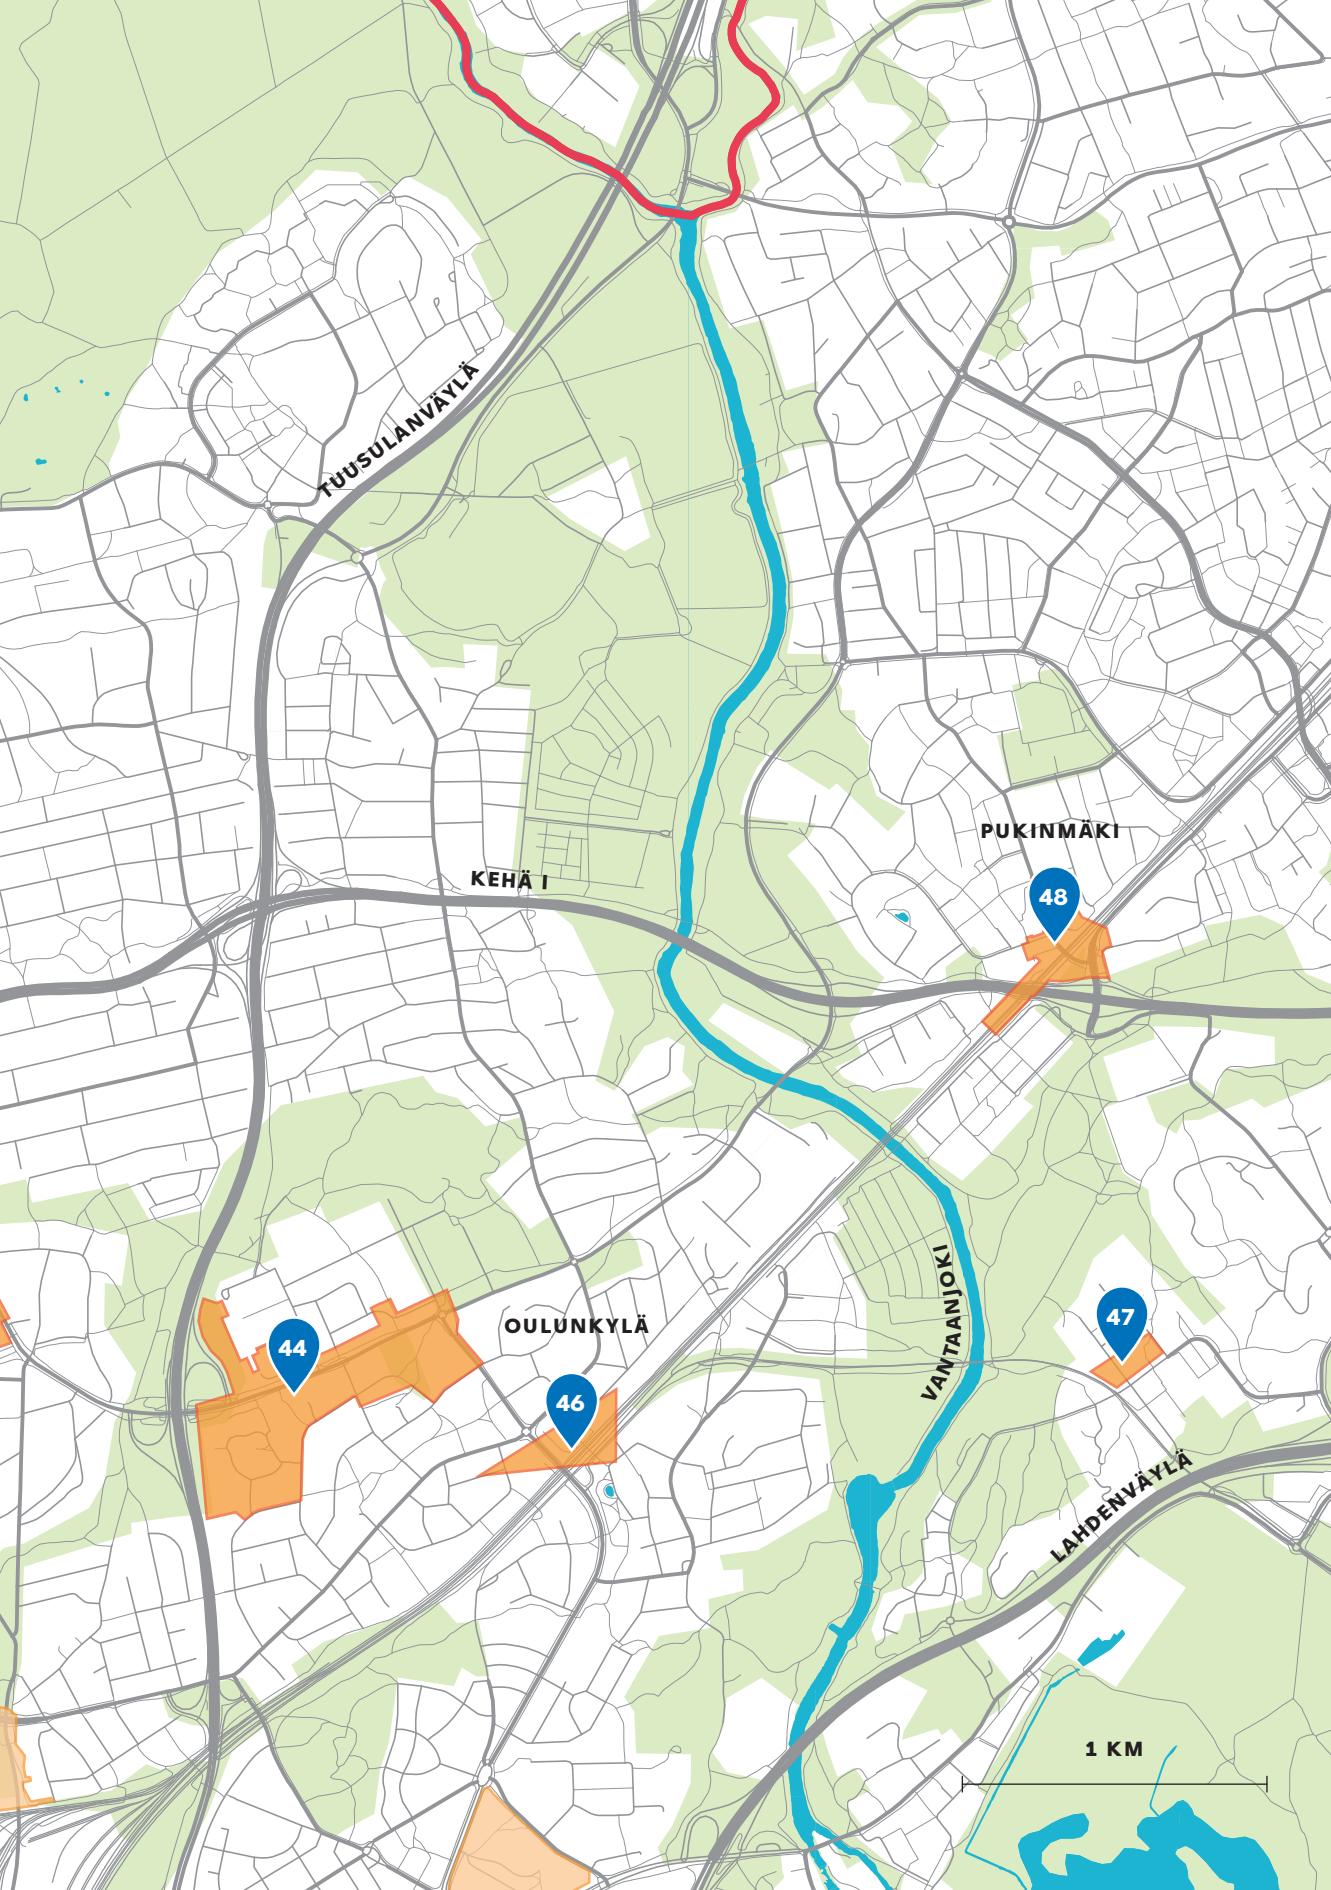 TUUSULANVÄYLÄ
PUKINMÄKI
KEHÄ I
48
VANTAANJOKI
47
OULUNKYLÄ
44
46
LAHDENVÄYLÄ
1 KM